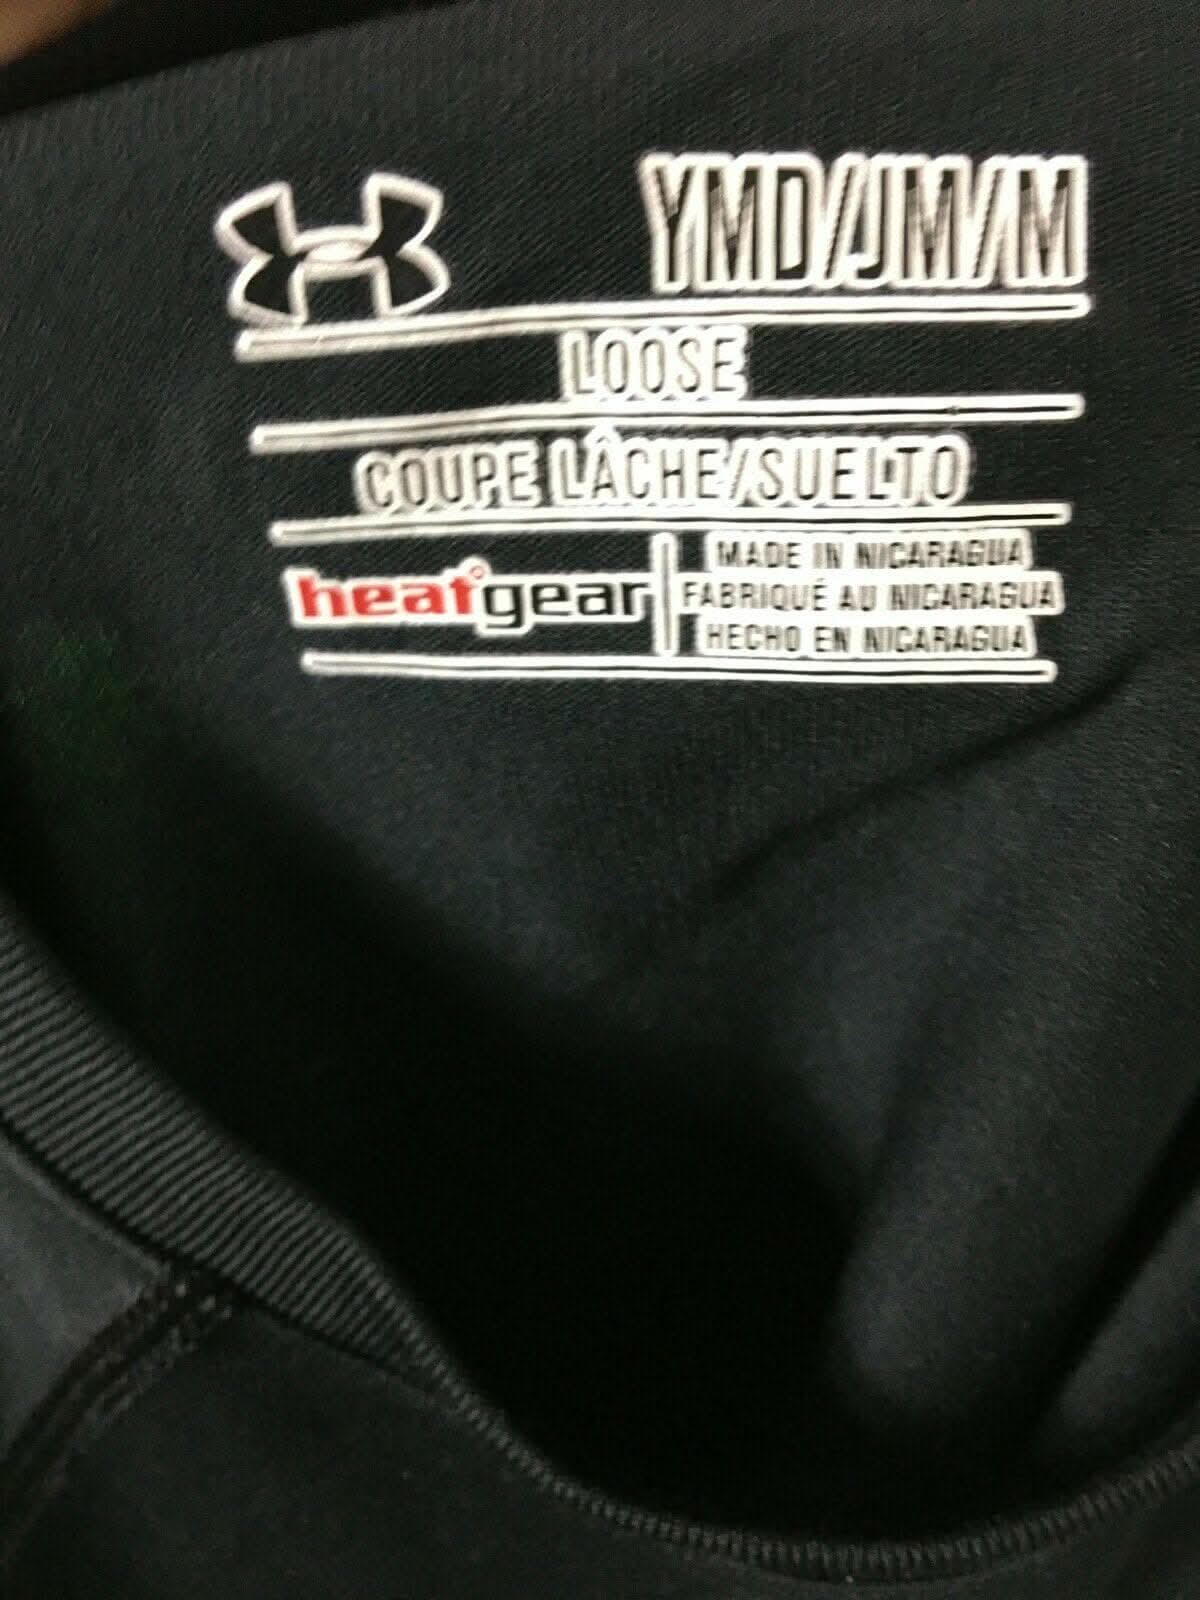 YMD/JM/M
LOOSE
COUPE LÂCHE/SUELTO
heatgear
MADE IN NICARAGUA
FABRIQUÉ AU NICARAGUA
HECHO EN NICARAGUA